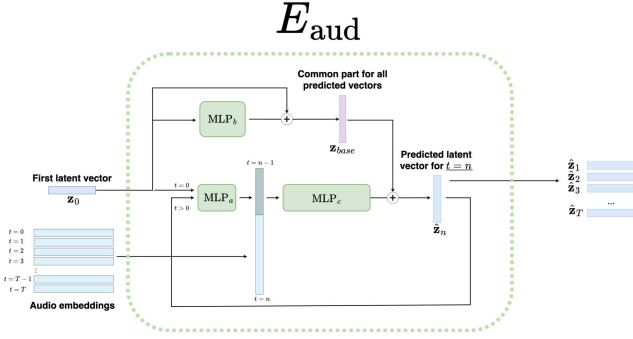 E_aud
Common part for all
predicted vectors
MLP_b
+
z_base
First latent vector
z_0
t=0
t>0
MLP_a
t=n−1
MLP_c
+
Predicted latent
vector for t=n
ẑ_n
ẑ_1
ẑ_2
ẑ_3
...
ẑ_T
t=0
t=1
t=2
t=3
⋮
t=T−1
t=T
Audio embeddings
t=n